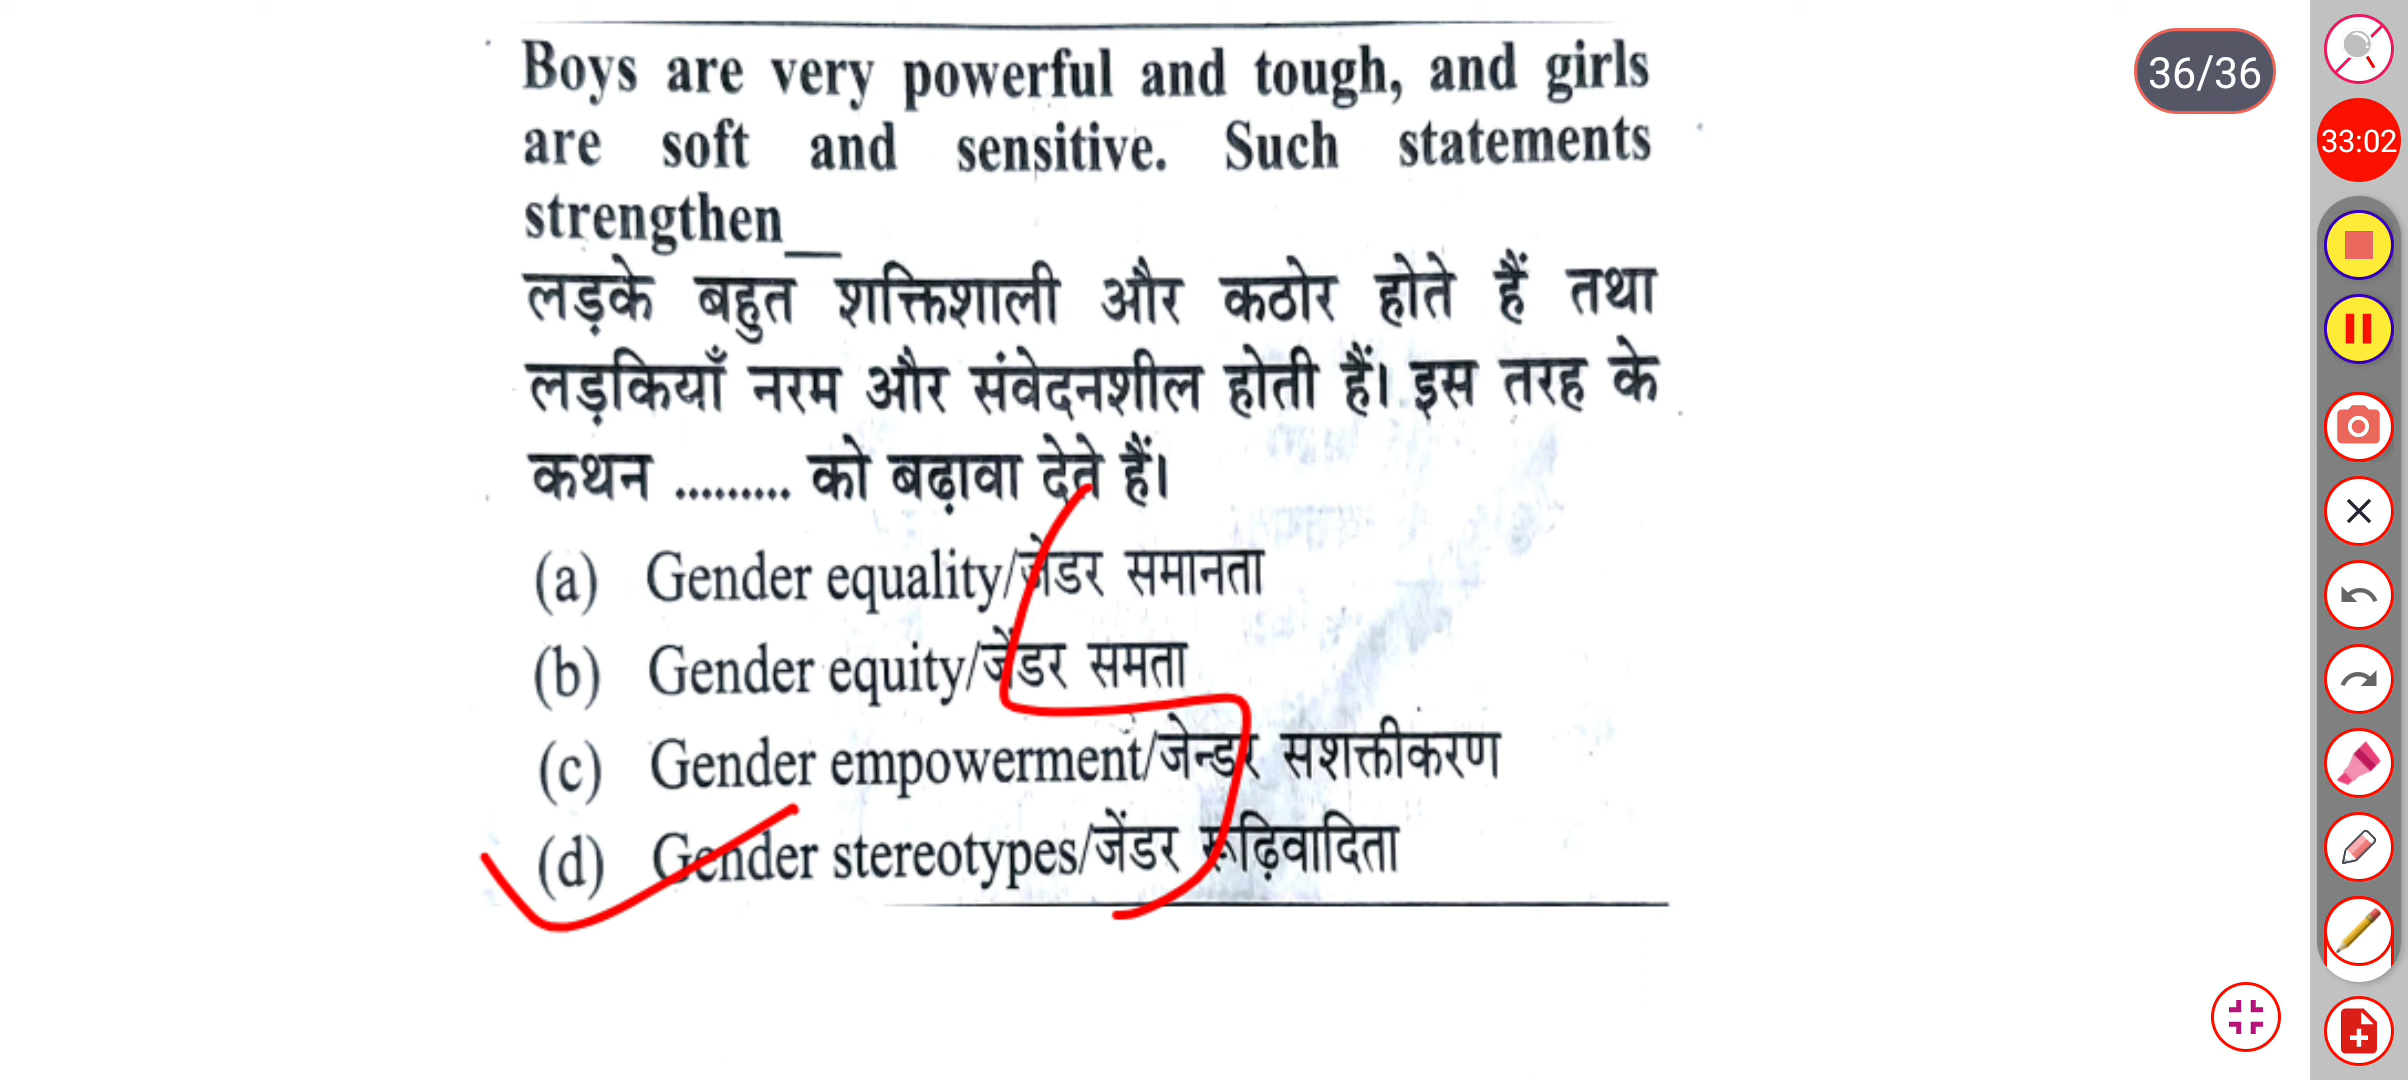 36/36
33:02
Boys are very powerful and tough, and girls
are soft and sensitive. Such statements
strengthen__
लड़के बहुत शक्तिशाली और कठोर होते हैं तथा
लड़कियाँ नरम और संवेदनशील होती हैं। इस तरह के
कथन ......... को बढ़ावा देते हैं।
(a) Gender equality/जेंडर समानता
(b) Gender equity/जेंडर समता
(c) Gender empowerment/जेन्डर सशक्तीकरण
(d) Gender stereotypes/जेंडर रूढ़िवादिता